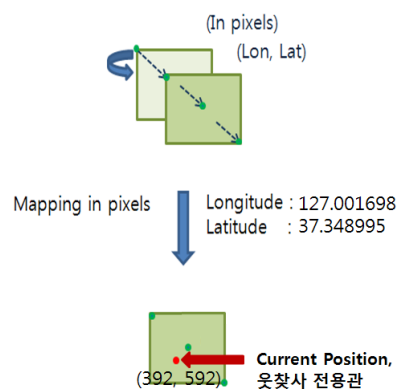 (In pixels)
(Lon, Lat)
Mapping in pixels
Longitude : 127.001698
Latitude : 37.348995
(392, 592)
Current Position,
웃찾사 전용관